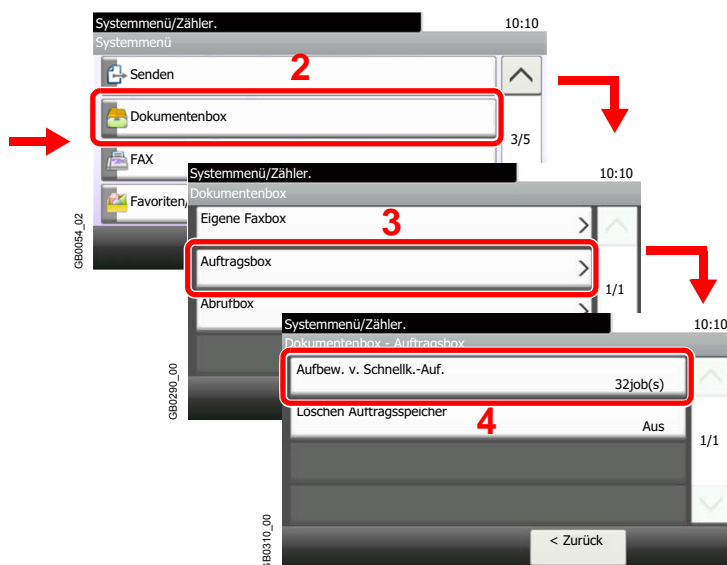 Systemmenü/Zähler. 10:10
Systemmenü
Senden
2
Dokumentenbox
3/5
FAX
Favoriten/
GB0054_02
Systemmenü/Zähler. 10:10
Dokumentenbox
Eigene Faxbox
3
Auftragsbox
1/1
Abrufbox
GB0290_00
Systemmenü/Zähler. 10:10
Dokumentenbox - Auftragsbox
Aufbew. v. Schnellk.-Auf.
32job(s)
Löschen Auftragsspeicher
4
Aus
1/1
< Zurück
GB0310_00